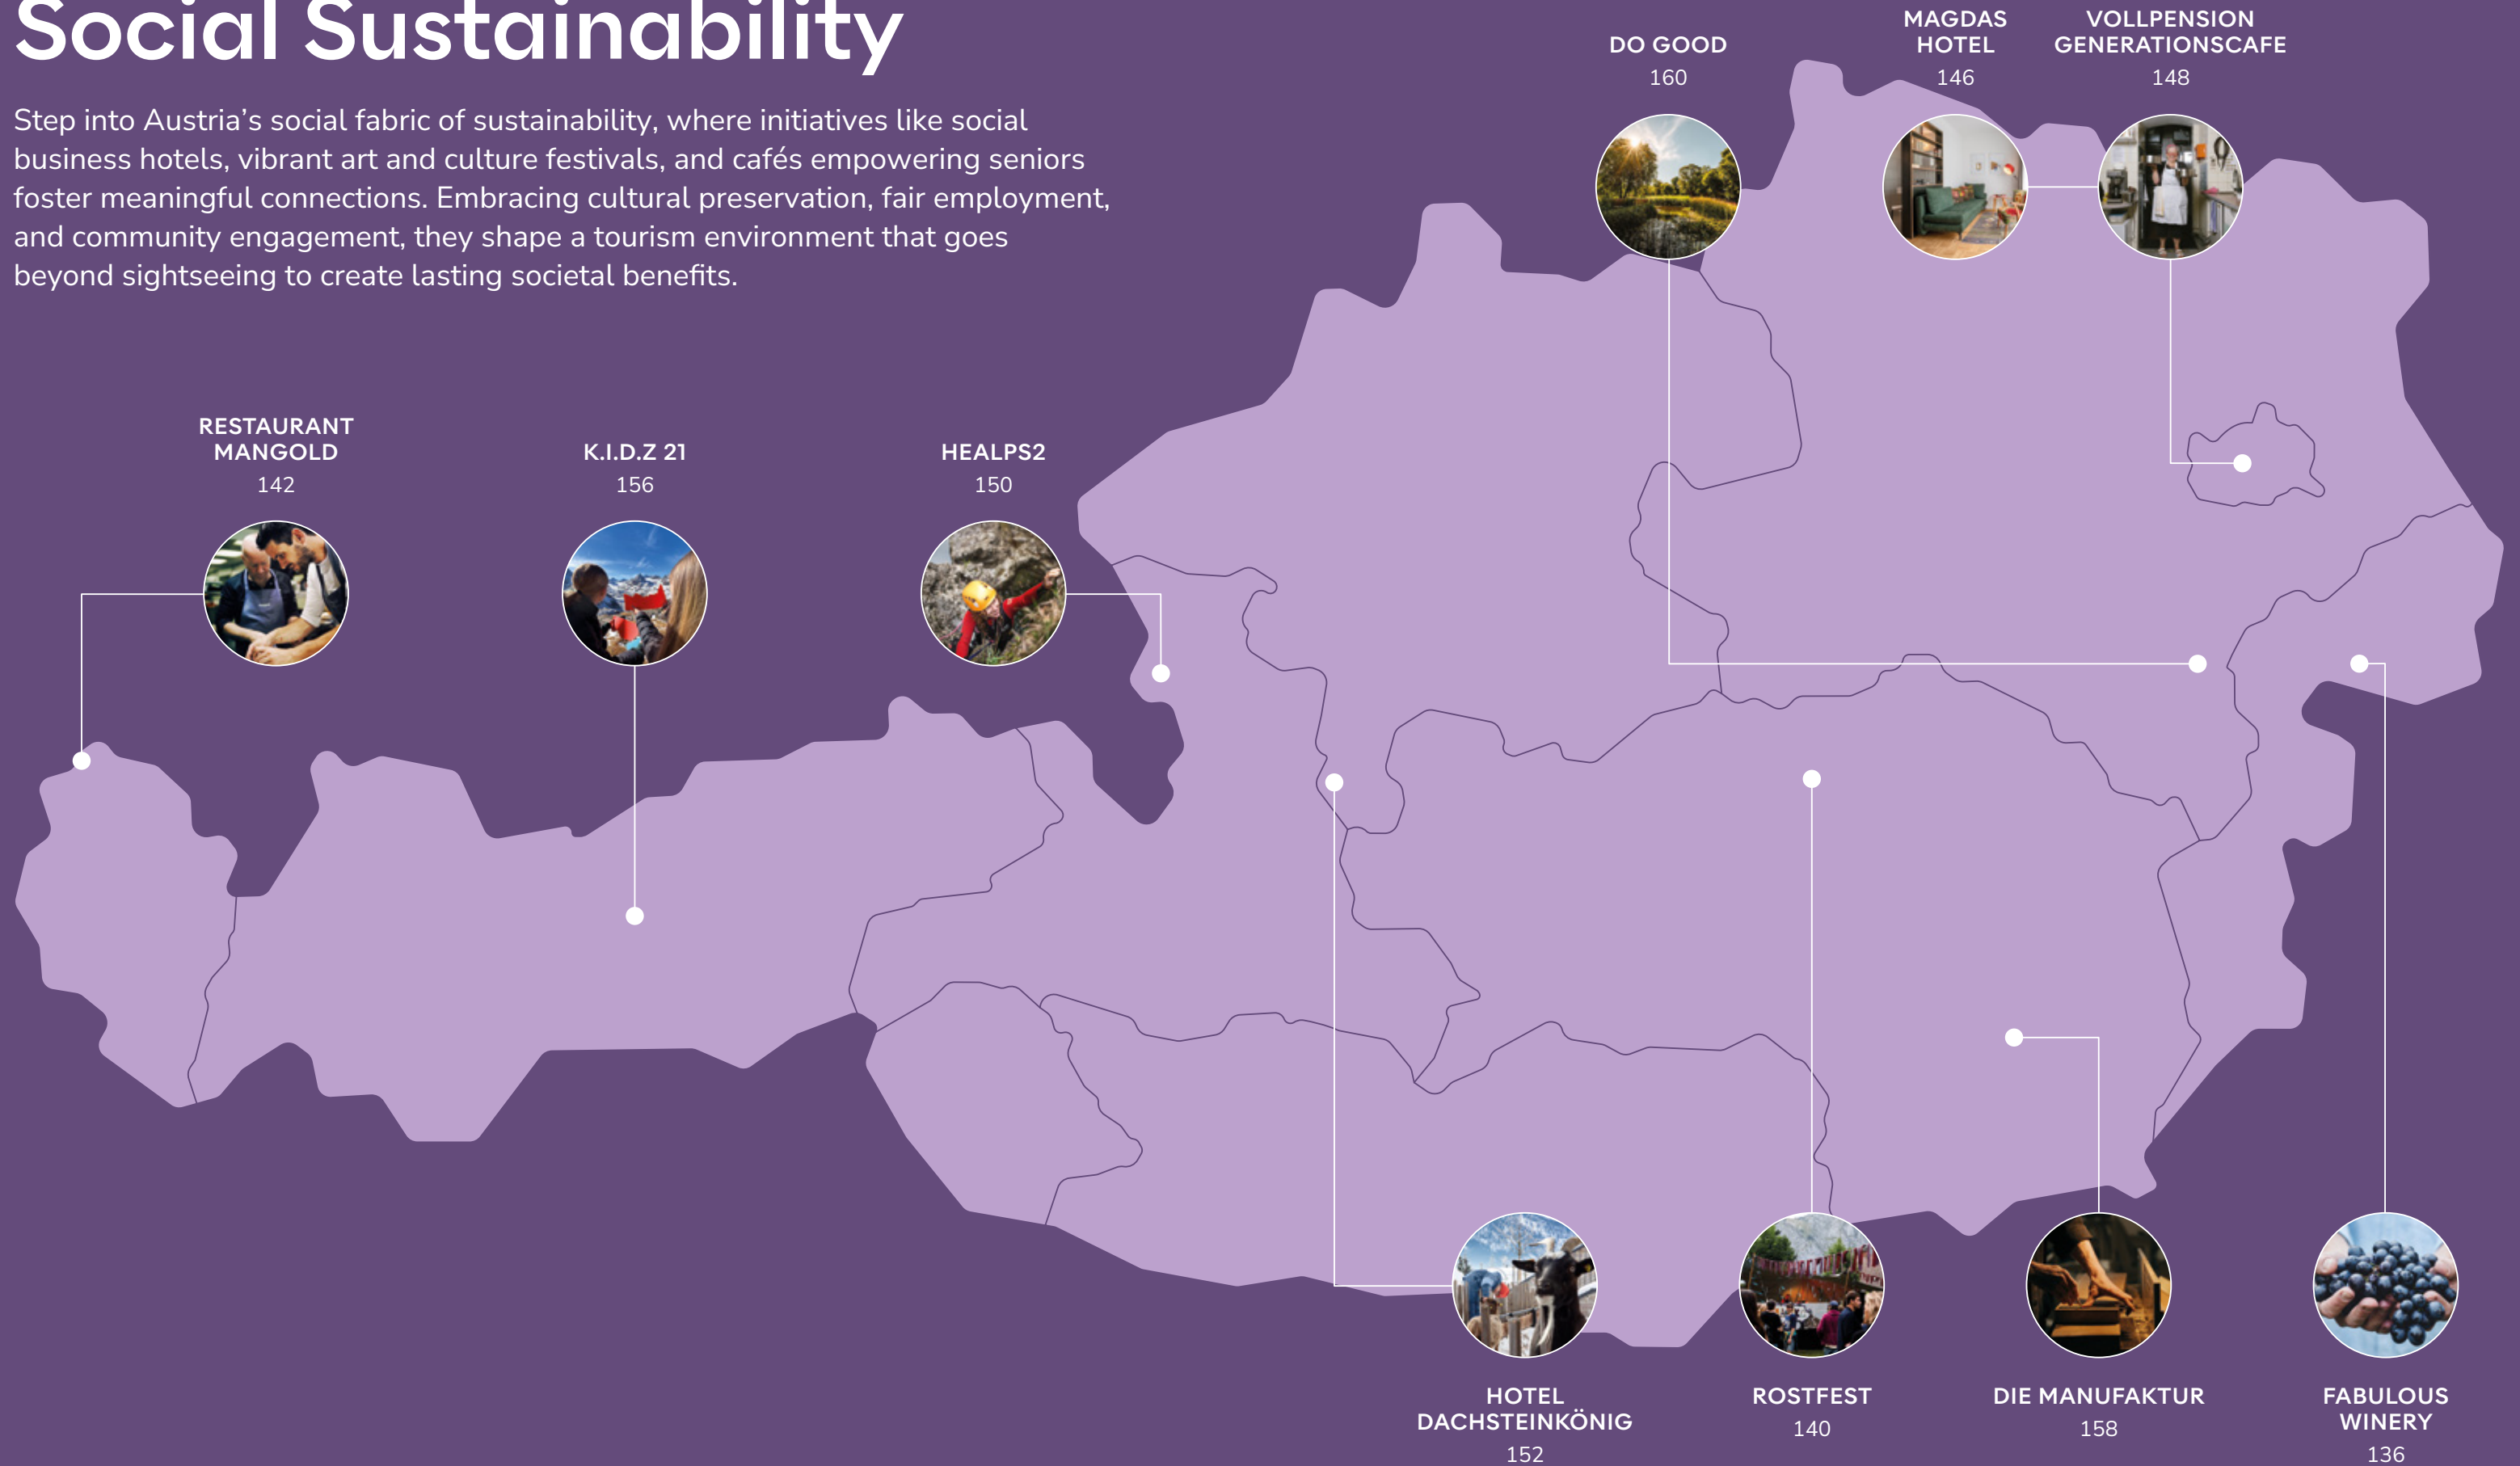 Social Sustainability
Step into Austria’s social fabric of sustainability, where initiatives like social
business hotels, vibrant art and culture festivals, and cafés empowering seniors
foster meaningful connections. Embracing cultural preservation, fair employment,
and community engagement, they shape a tourism environment that goes
beyond sightseeing to create lasting societal benefits.
DO GOOD
160
MAGDAS
HOTEL
146
VOLLPENSION
GENERATIONSCAFE
148
RESTAURANT
MANGOLD
142
K.I.D.Z 21
156
HEALPS2
150
HOTEL
DACHSTEINKÖNIG
152
ROSTFEST
140
DIE MANUFAKTUR
158
FABULOUS
WINERY
136